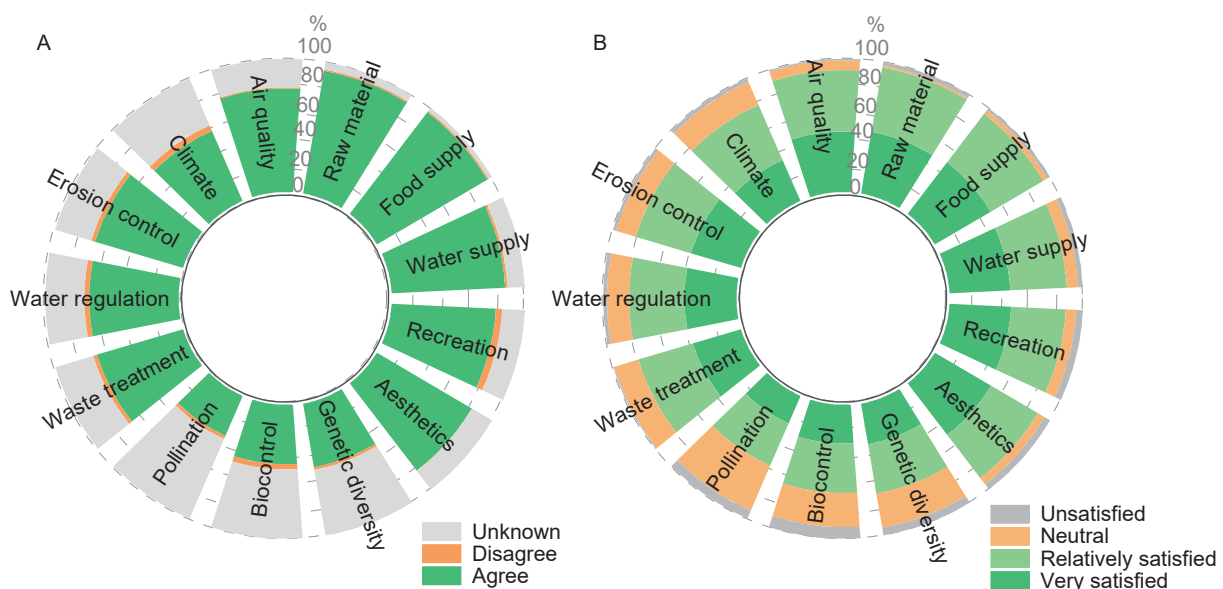 A
%
100
80
60
40
20
0
Air quality
Raw material
Food supply
Water supply
Recreation
Aesthetics
Genetic diversity
Biocontrol
Pollination
Waste treatment
Water regulation
Erosion control
Climate
Unknown
Disagree
Agree
B
%
100
80
60
40
20
0
Air quality
Raw material
Food supply
Water supply
Recreation
Aesthetics
Genetic diversity
Biocontrol
Pollination
Waste treatment
Water regulation
Erosion control
Climate
Unsatisfied
Neutral
Relatively satisfied
Very satisfied